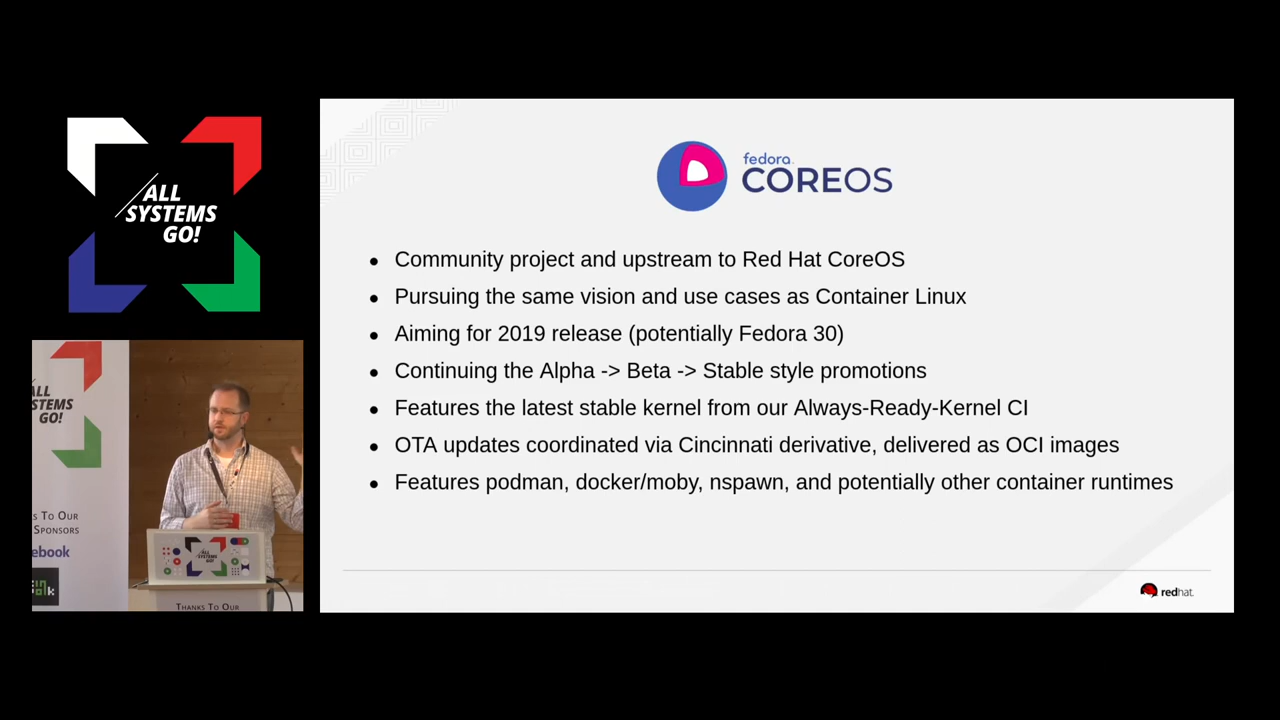 ALL
SYSTEMS
GO!
fedora
COREOS
Community project and upstream to Red Hat CoreOS
Pursuing the same vision and use cases as Container Linux
Aiming for 2019 release (potentially Fedora 30)
Continuing the Alpha -> Beta -> Stable style promotions
Features the latest stable kernel from our Always-Ready-Kernel CI
OTA updates coordinated via Cincinnati derivative, delivered as OCI images
Features podman, docker/moby, nspawn, and potentially other container runtimes
redhat.
ALL
STEMS
GO!
S TO OUR
SPONSORS
ebook
ALL
SYSTEMS
GO!
THANKS TO OUR